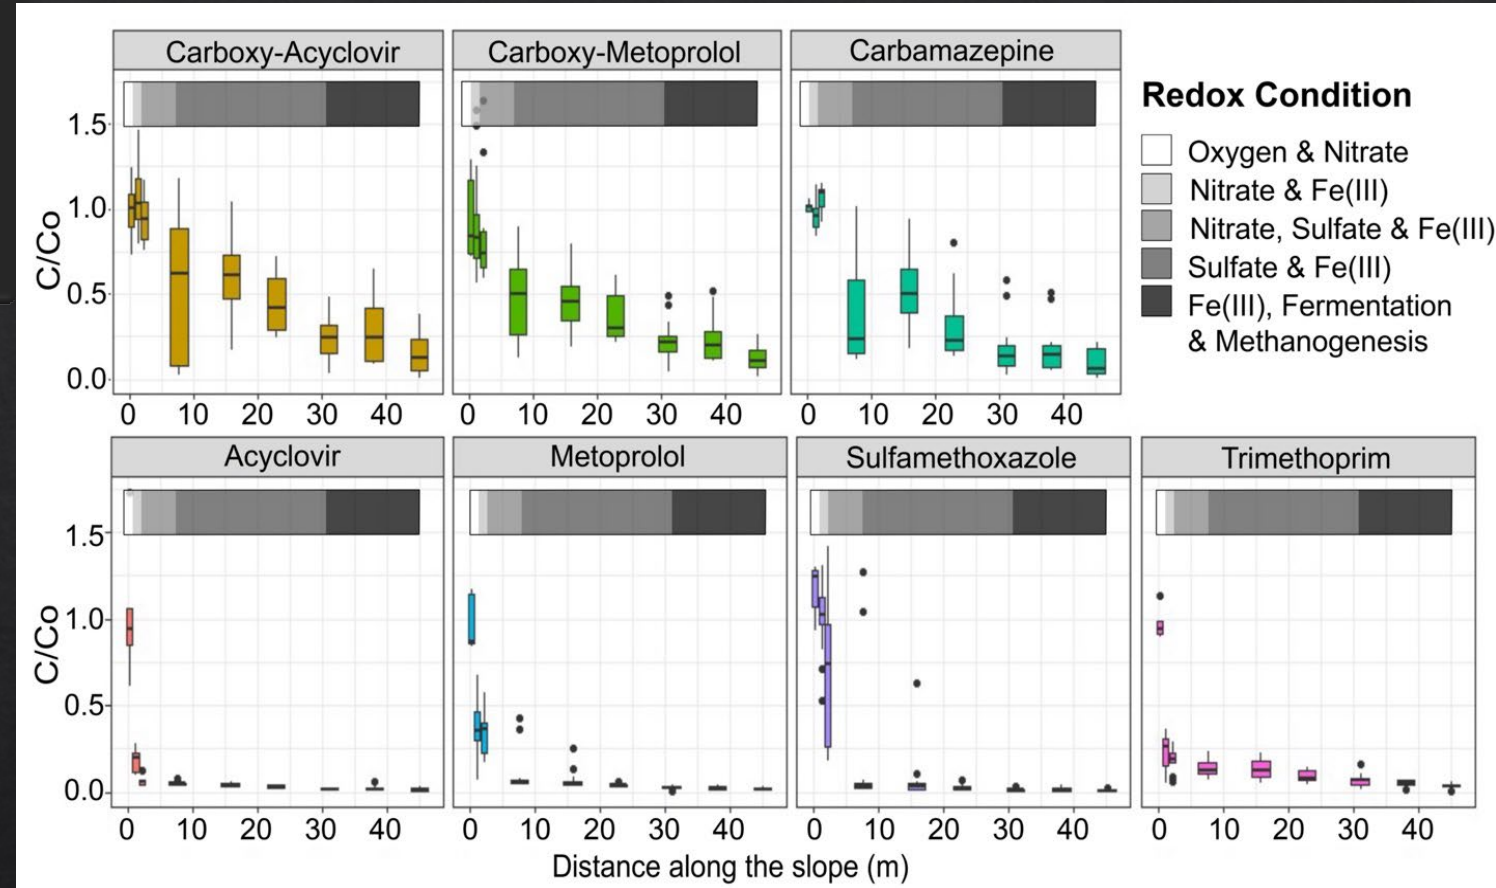 Carboxy-Acyclovir
Carboxy-Metoprolol
Carbamazepine
C/Co
1.5
1.0
0.5
0.0
0 10 20 30 40
0 10 20 30 40
0 10 20 30 40
Redox Condition
Oxygen & Nitrate
Nitrate & Fe(III)
Nitrate, Sulfate & Fe(III)
Sulfate & Fe(III)
Fe(III), Fermentation
& Methanogenesis
Acyclovir
Metoprolol
Sulfamethoxazole
Trimethoprim
C/Co
1.5
1.0
0.5
0.0
0 10 20 30 40
0 10 20 30 40
0 10 20 30 40
0 10 20 30 40
Distance along the slope (m)